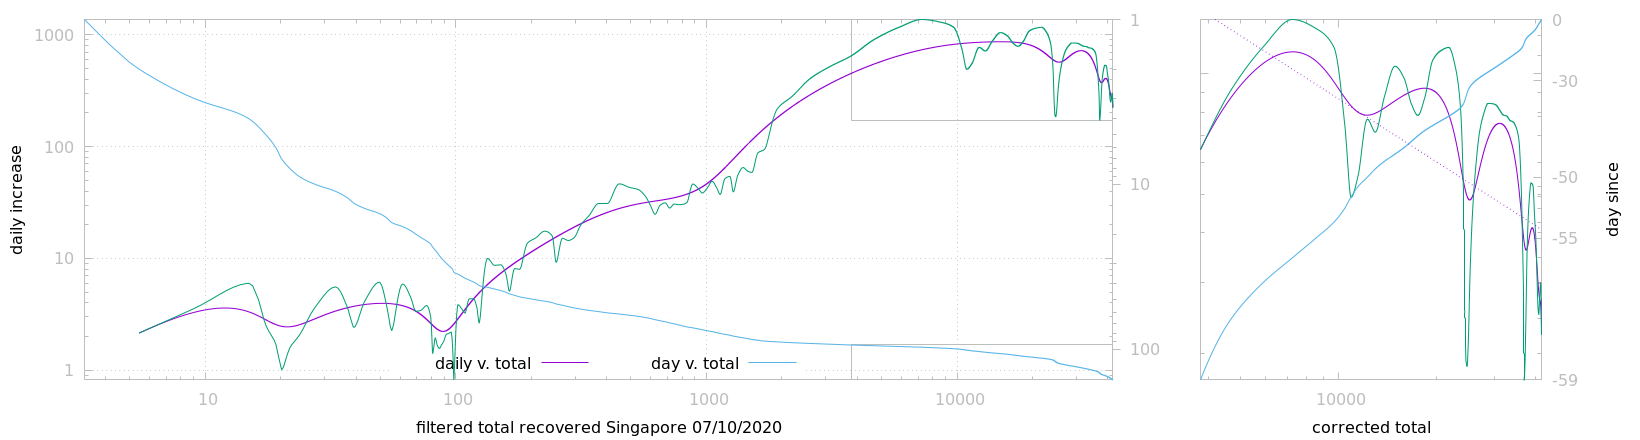 1000
100
10
1
daily increase
1
10
100
daily v. total
day v. total
10
100
1000
10000
filtered total recovered Singapore 07/10/2020
0
-30
-50
-55
-59
day since
10000
corrected total